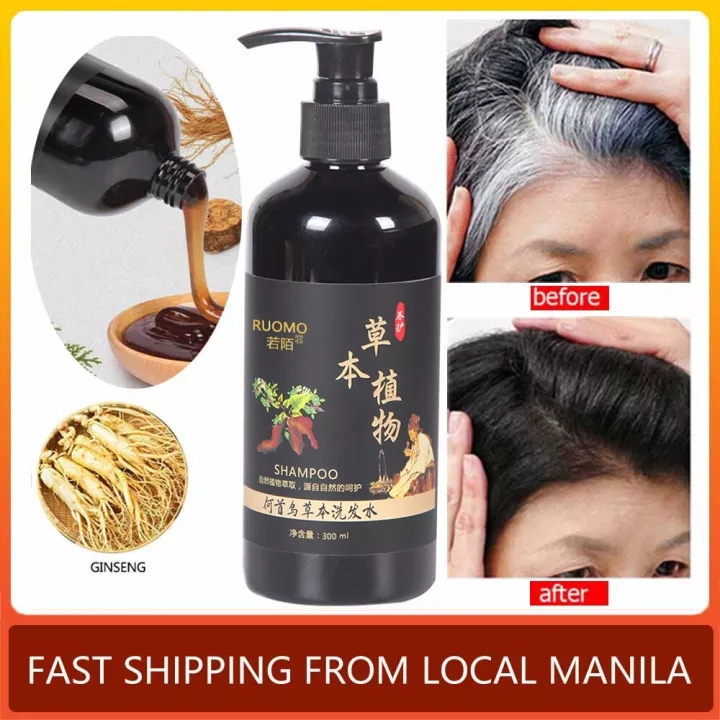 before
RUOMO
若陌
养护
草本植物
SHAMPOO
自然植物萃取，源自自然的呵护
何首乌草本洗发水
净含量：300 ml
GINSENG
after
FAST SHIPPING FROM LOCAL MANILA